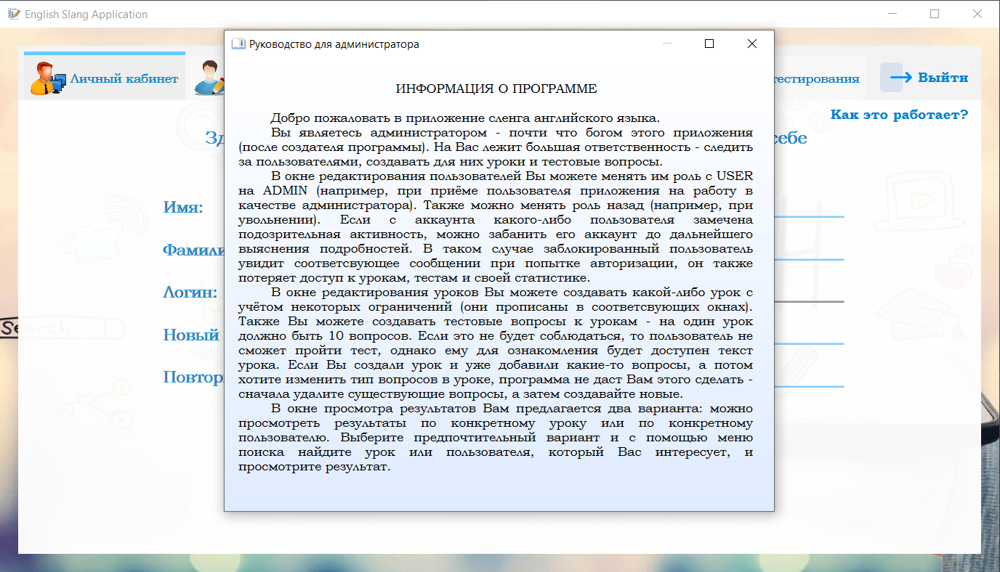 English Slang Application
Руководство для администратора
Личный кабинет
тестирования
Выйти
Как это работает?
себе
ИНФОРМАЦИЯ О ПРОГРАММЕ
Добро пожаловать в приложение сленга английского языка.
Вы являетесь администратором - почти что богом этого приложения
(после создателя программы). На Вас лежит большая ответственность - следить
за пользователями, создавать для них уроки и тестовые вопросы.
В окне редактирования пользователей Вы можете менять им роль с USER
на ADMIN (например, при приёме пользователя приложения на работу в
качестве администратора). Также можно менять роль назад (например, при
увольнении). Если с аккаунта какого-либо пользователя замечена
подозрительная активность, можно забанить его аккаунт до дальнейшего
выяснения подробностей. В таком случае заблокированный пользователь
увидит соответсвующее сообщении при попытке авторизации, он также
потеряет доступ к урокам, тестам и своей статистике.
В окне редактирования уроков Вы можете создавать какой-либо урок с
учётом некоторых ограничений (они прописаны в соответсвующих окнах).
Также Вы можете создавать тестовые вопросы к урокам - на один урок
должно быть 10 вопросов. Если это не будет соблюдаться, то пользователь не
сможет пройти тест, однако ему для ознакомления будет доступен текст
урока. Если Вы создали урок и уже добавили какие-то вопросы, а потом
хотите изменить тип вопросов в уроке, программа не даст Вам этого сделать -
сначала удалите существующие вопросы, а затем создавайте новые.
В окне просмотра результатов Вам предлагается два варианта: можно
просмотреть результаты по конкретному уроку или по конкретному
пользователю. Выберите предпочтительный вариант и с помощью меню
поиска найдите урок или пользователя, который Вас интересует, и
просмотрите результат.
Имя:
Фамили
Логин:
Search
Новый
Повтор